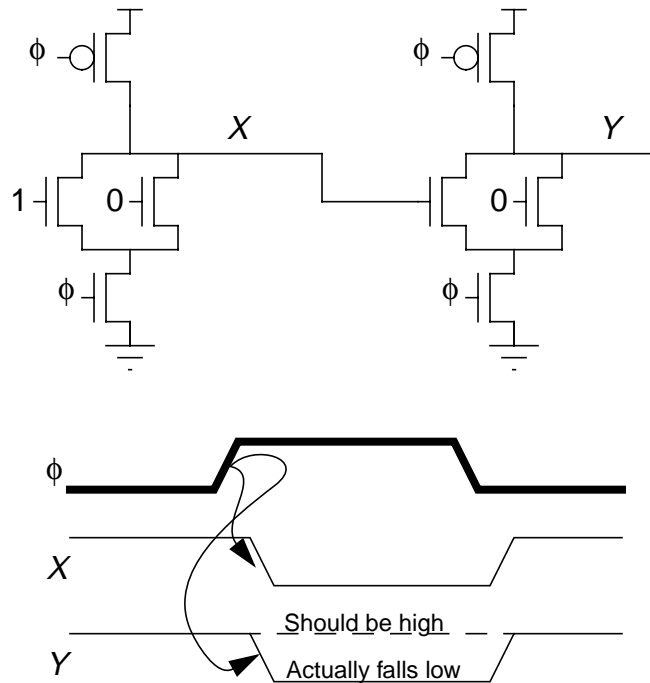 ϕ ϕ
X Y
1 0 0
ϕ ϕ
ϕ
X
Should be high
Y
Actually falls low